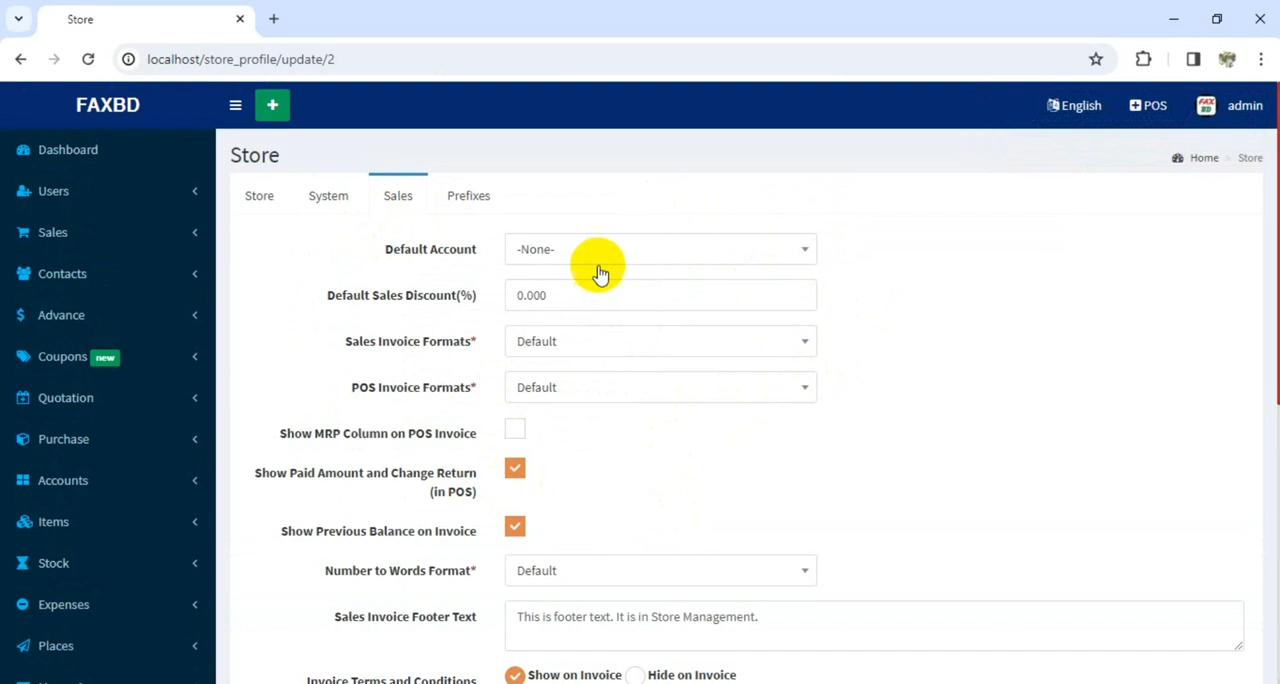 Store
localhost/store_profile/update/2
FAXBD
English
POS
FAX BD
admin
Dashboard
Users
Sales
Contacts
Advance
Coupons new
Quotation
Purchase
Accounts
Items
Stock
Expenses
Places
Store
Home > Store
Store System Sales Prefixes
Default Account -None-
Default Sales Discount(%) 0.000
Sales Invoice Formats* Default
POS Invoice Formats* Default
Show MRP Column on POS Invoice
Show Paid Amount and Change Return
(in POS)
Show Previous Balance on Invoice
Number to Words Format* Default
Sales Invoice Footer Text This is footer text. It is in Store Management.
Invoice Terms and Conditions Show on Invoice Hide on Invoice